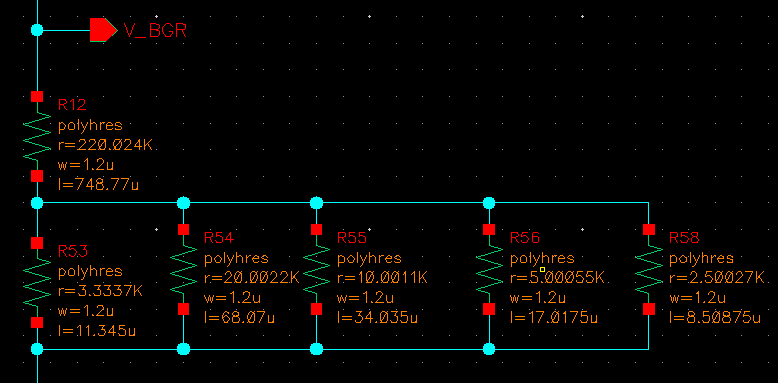 V_BGR
R12
polyhres
r=220.024K
w=1.2u
l=748.77u
R53
polyhres
r=3.3337K
w=1.2u
l=11.345u
R54
polyhres
r=20.0022K
w=1.2u
l=68.07u
R55
polyhres
r=10.0011K
w=1.2u
l=34.035u
R56
polyhres
r=5.00055K
w=1.2u
l=17.0175u
R58
polyhres
r=2.50027K
w=1.2u
l=8.50875u